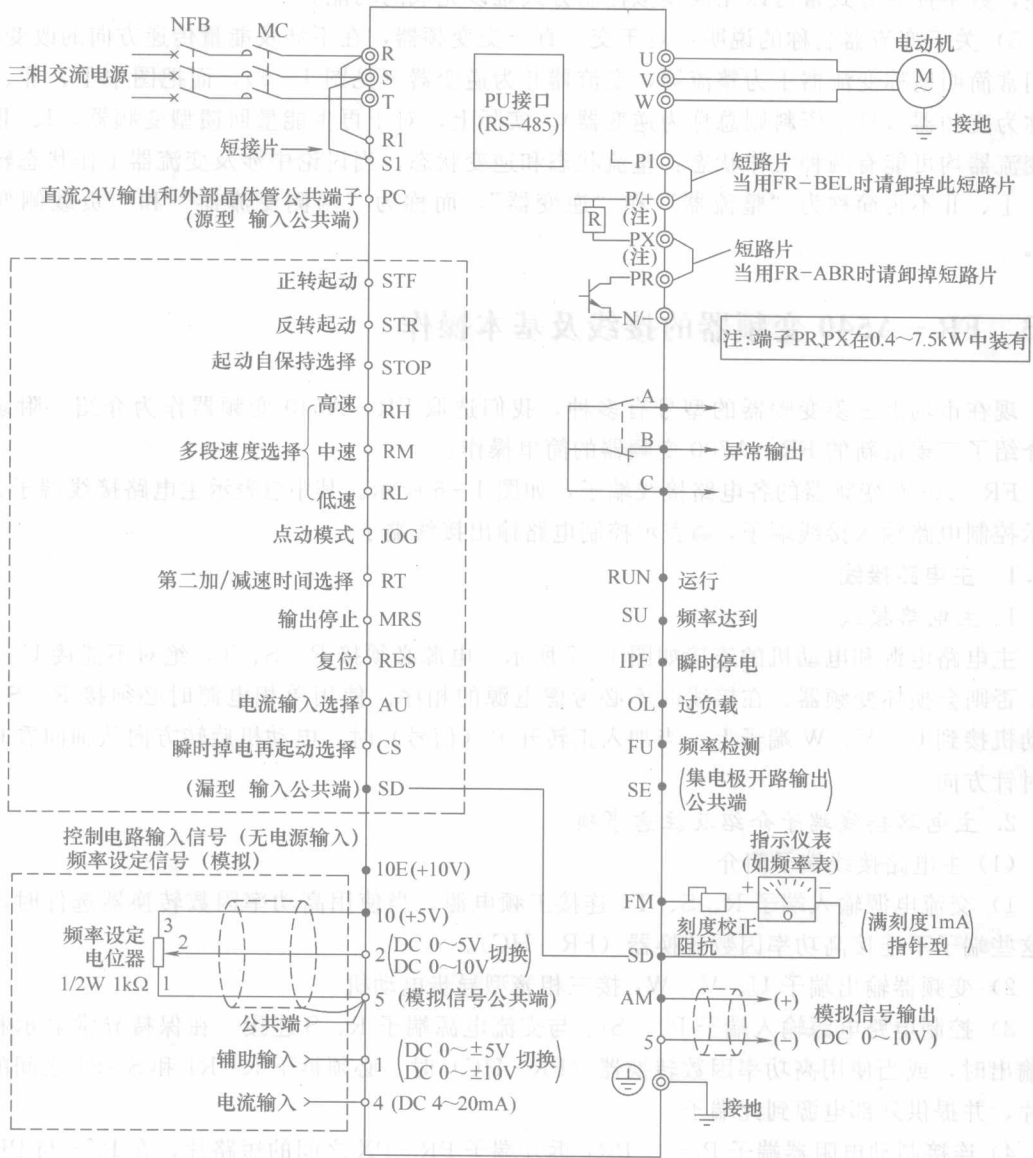 NFB
MC
三相交流电源
R
S
T
R1
S1
短接片
直流24V输出和外部晶体管公共端子
(源型 输入公共端)
PC
PU接口
(RS-485)
U
V
W
电动机
M
接地
P1
短路片
当用FR-BEL时请卸掉此短路片
P/+
(注)
R
PX
(注)
PR
短路片
当用FR-ABR时请卸掉短路片
N/-
注:端子PR,PX在0.4~7.5kW中装有
正转起动 STF
反转起动 STR
起动自保持选择 STOP
多段速度选择
高速 RH
中速 RM
低速 RL
点动模式 JOG
第二加/减速时间选择 RT
输出停止 MRS
复位 RES
电流输入选择 AU
瞬时掉电再起动选择 CS
(漏型 输入公共端) SD
A
B
C
异常输出
RUN 运行
SU 频率达到
IPF 瞬时停电
OL 过负载
FU 频率检测
SE (集电极开路输出
公共端)
控制电路输入信号(无电源输入)
频率设定信号(模拟)
10E(+10V)
10(+5V)
频率设定
电位器
1/2W 1kΩ
3
2
1
2 (DC 0~5V
DC 0~10V 切换)
5 (模拟信号公共端)
公共端
辅助输入 1 (DC 0~±5V
DC 0~±10V 切换)
电流输入 4 (DC 4~20mA)
指示仪表
(如频率表)
+
-
FM
刻度校正
阻抗
SD
(满刻度1mA)
指针型
AM (+)
模拟信号输出
5 (-) (DC 0~10V)
接地